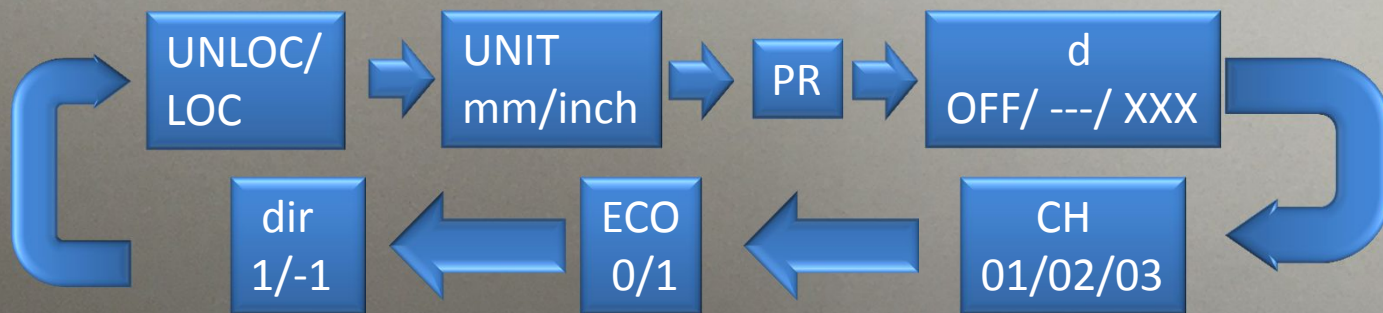 UNLOC/
LOC
UNIT
mm/inch
PR
d
OFF/ ---/ XXX
CH
01/02/03
ECO
0/1
dir
1/-1